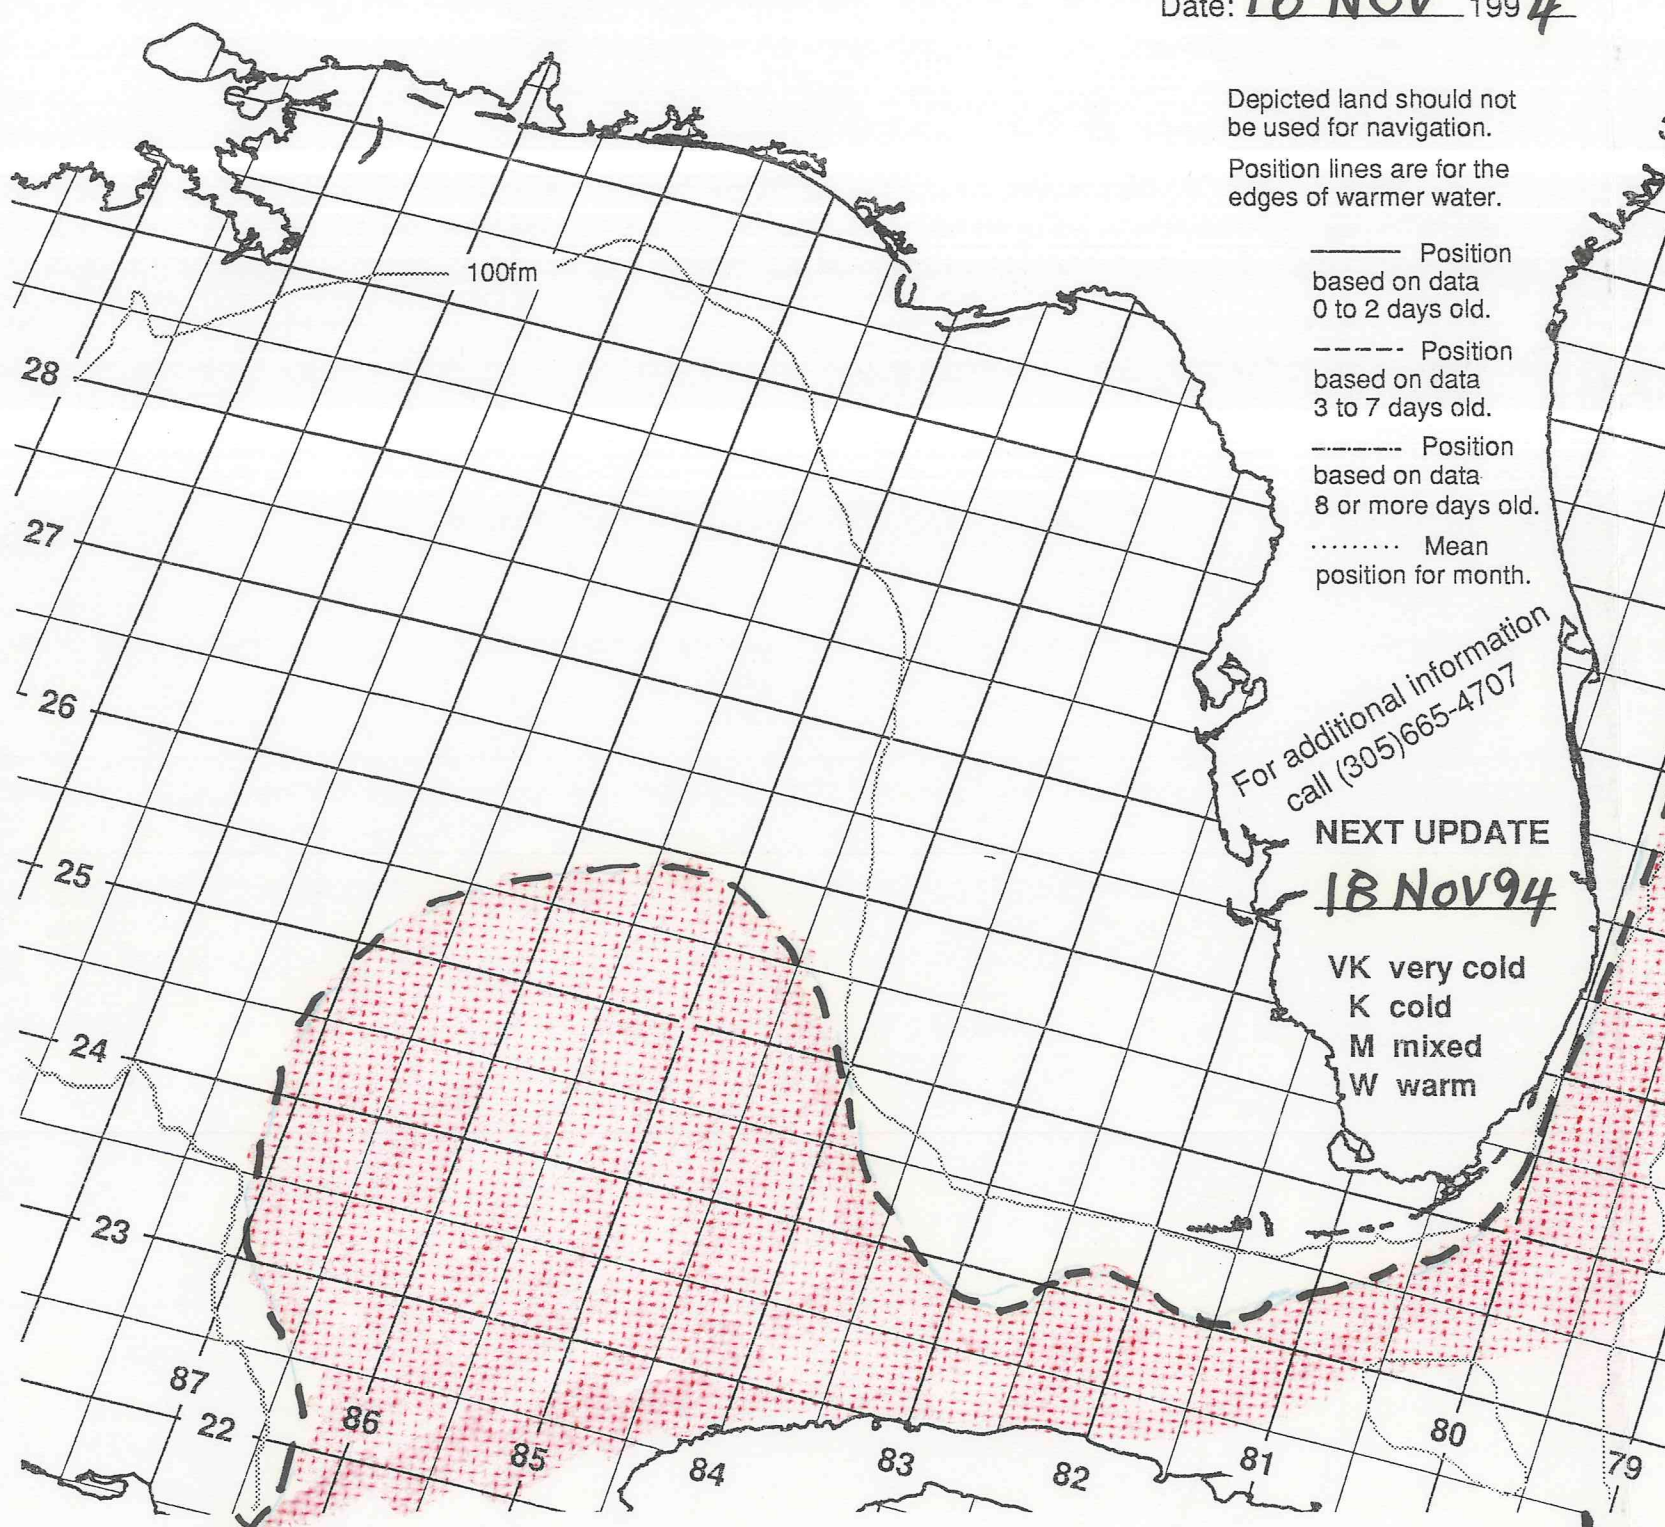 Date: NOV 1994
Depicted land should not
be used for navigation.
Position lines are for the
edges of warmer water.
Position
based on data
0 to 2 days old.
Position
based on data
3 to 7 days old.
Position
based on data
8 or more days old.
Mean
position for month.
100fm
28
27
26
25
24
23
22
For additional information
call (305)665-4707
NEXT UPDATE
18 NOV 94
VK very cold
K cold
M mixed
W warm
87
86
85
84
83
82
81
80
79